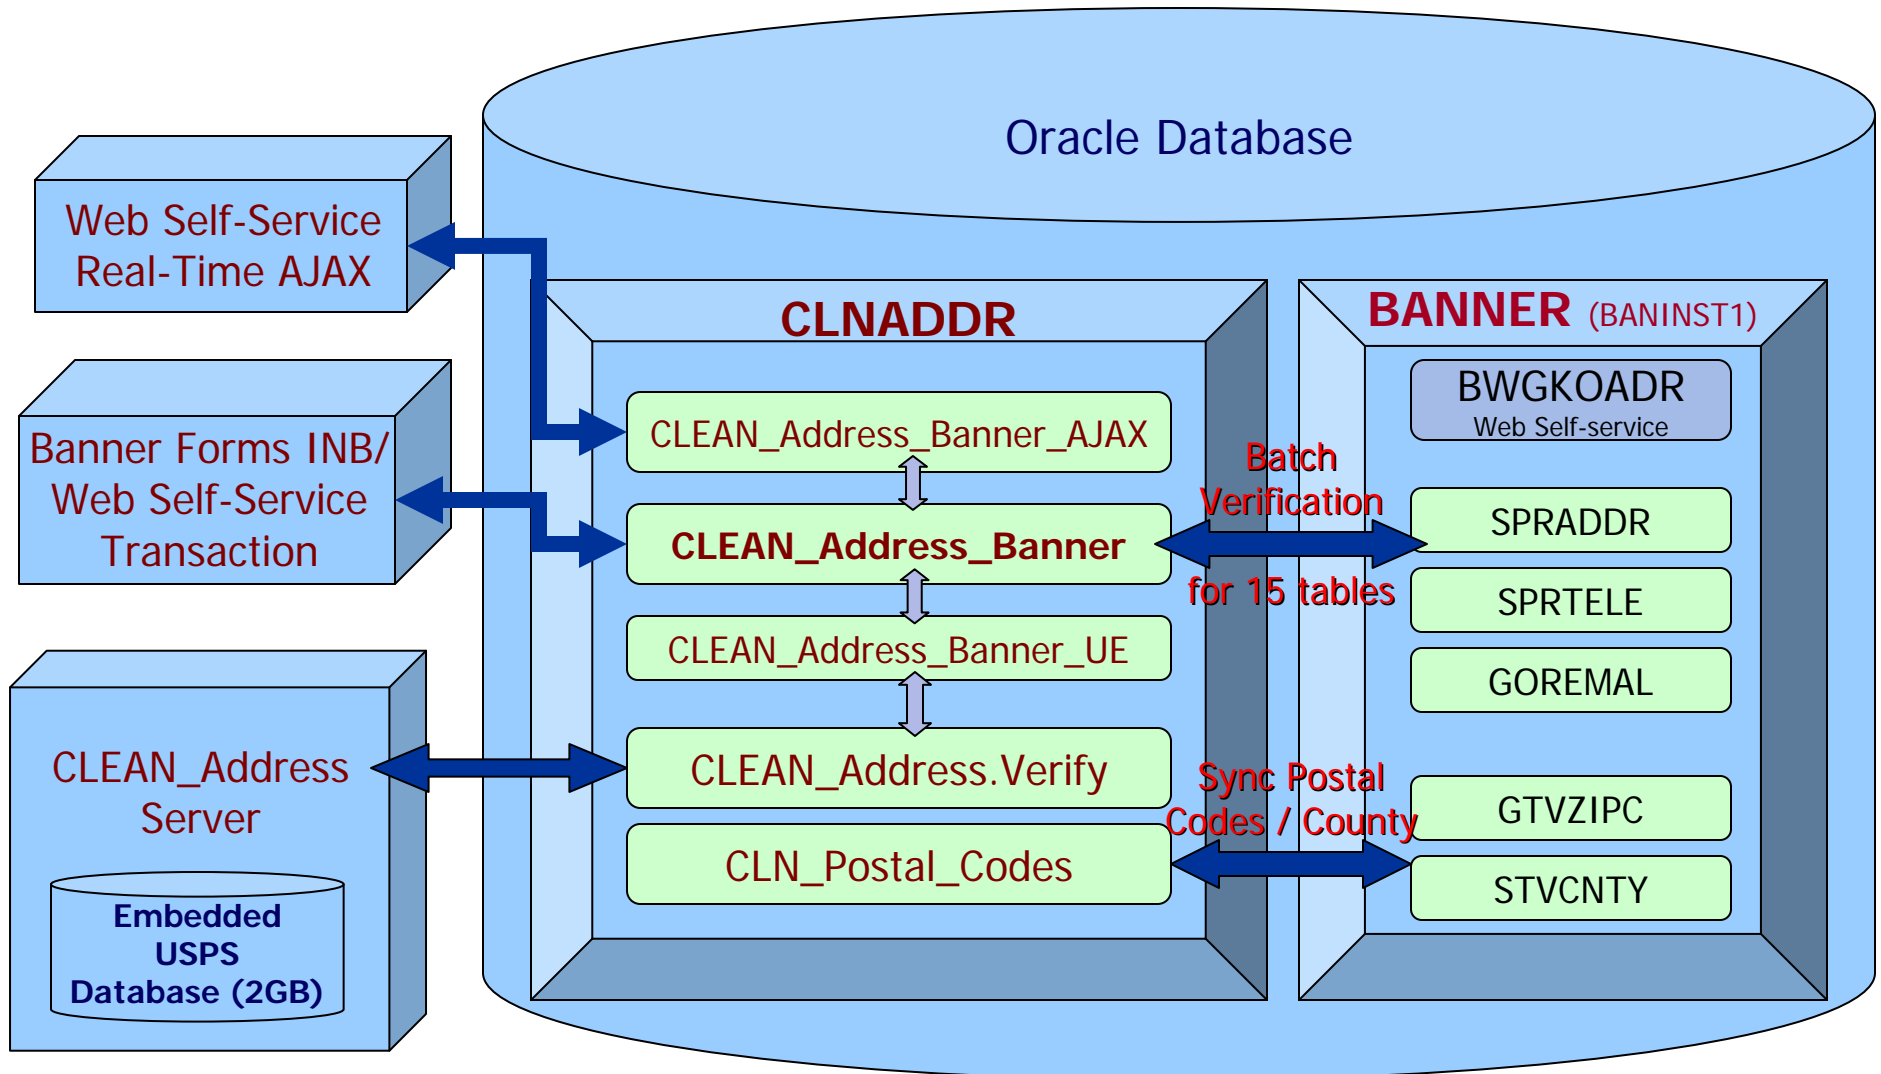 Oracle Database
Web Self-Service
Real-Time AJAX
Banner Forms INB/
Web Self-Service
Transaction
CLEAN_Address
Server
Embedded
USPS
Database (2GB)
CLNADDR
CLEAN_Address_Banner_AJAX
CLEAN_Address_Banner
CLEAN_Address_Banner_UE
CLEAN_Address.Verify
CLN_Postal_Codes
Batch
Verification
for 15 tables
Sync Postal
Codes / County
BANNER (BANINST1)
BWGKOADR
Web Self-service
SPRADDR
SPRTELE
GOREMAL
GTVZIPC
STVCNTY